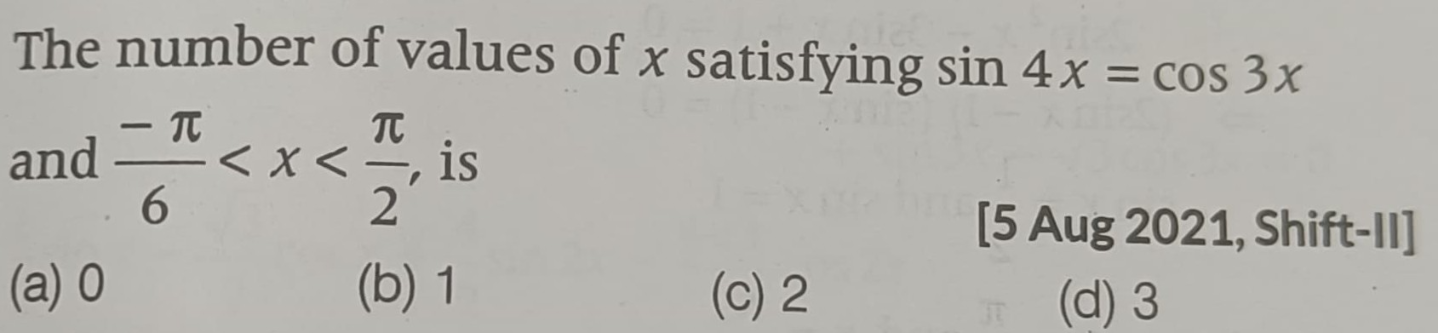 The number of values of x satisfying sin 4x = cos 3x
and $\frac{-\pi}{6} < x < \frac{\pi}{2}$, is
[5 Aug 2021, Shift-II]
(a) 0 (b) 1 (c) 2 (d) 3